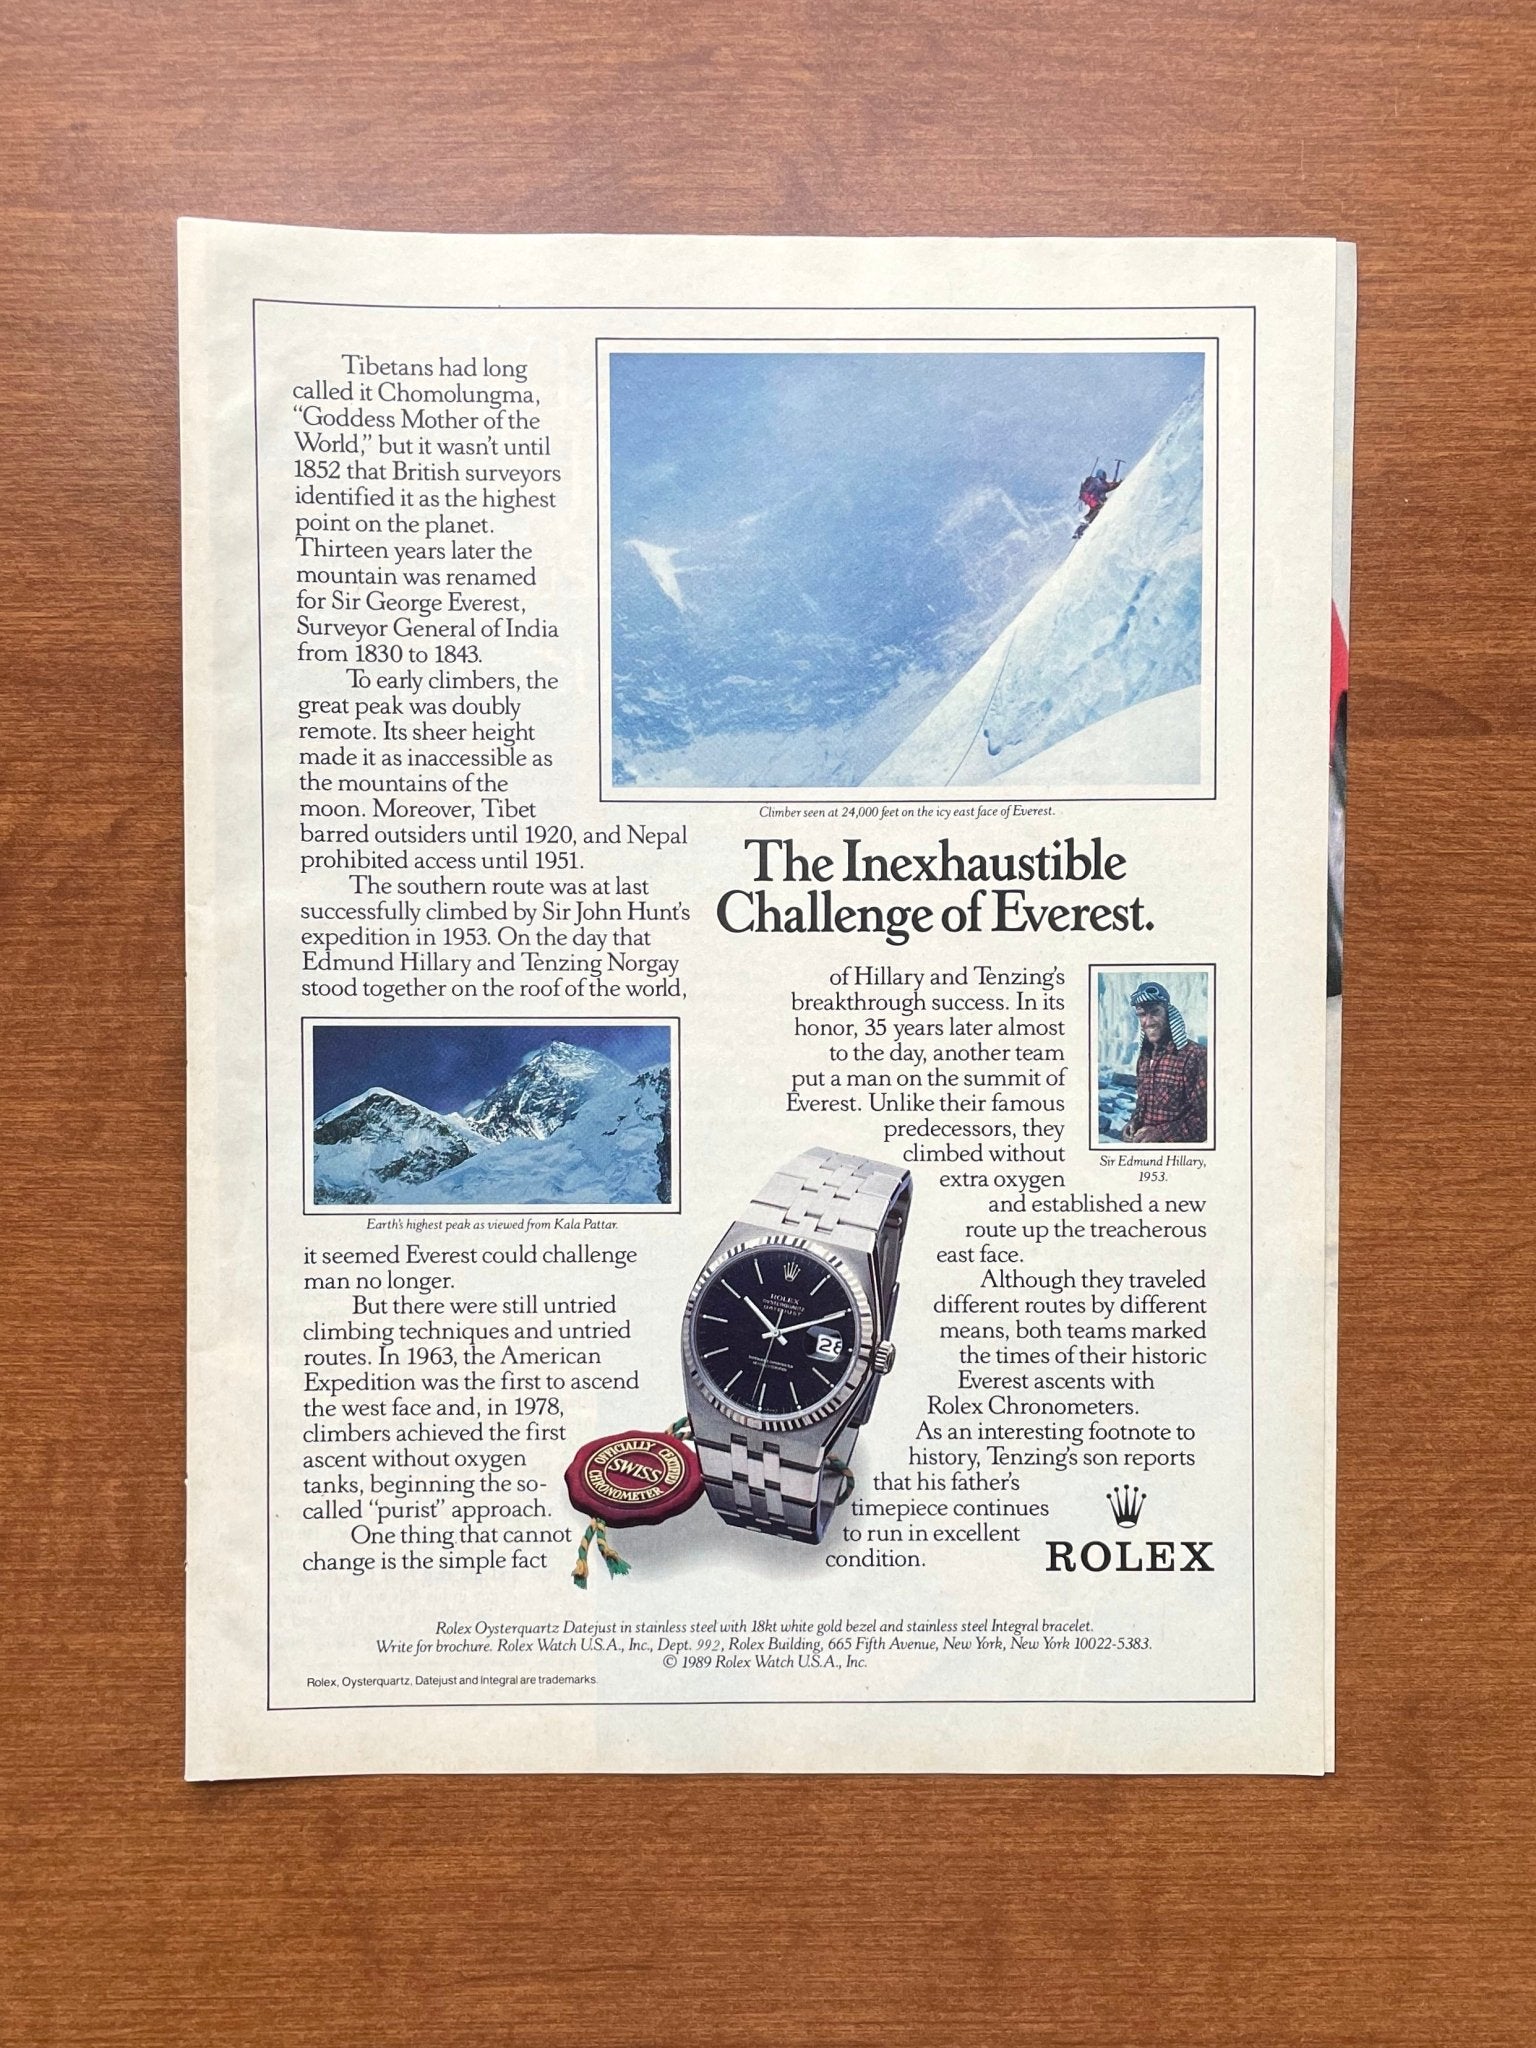 Tibetans had long
called it Chomolungma,
“Goddess Mother of the
World,” but it wasn’t until
1852 that British surveyors
identified it as the highest
point on the planet.
Thirteen years later the
mountain was renamed
for Sir George Everest,
Surveyor General of India
from 1830 to 1843.
To early climbers, the
great peak was doubly
remote. Its sheer height
made it as inaccessible as
the mountains of the
moon. Moreover, Tibet
barred outsiders until 1920, and Nepal
prohibited access until 1951.
The southern route was at last
successfully climbed by Sir John Hunt’s
expedition in 1953. On the day that
Edmund Hillary and Tenzing Norgay
stood together on the roof of the world,
Earth’s highest peak as viewed from Kala Pattar.
it seemed Everest could challenge
man no longer.
But there were still untried
climbing techniques and untried
routes. In 1963, the American
Expedition was the first to ascend
the west face and, in 1978,
climbers achieved the first
ascent without oxygen
tanks, beginning the so-
called “purist” approach.
One thing that cannot
change is the simple fact
Climber seen at 24,000 feet on the icy east face of Everest.
The Inexhaustible
Challenge of Everest.
of Hillary and Tenzing’s
breakthrough success. In its
honor, 35 years later almost
to the day, another team
put a man on the summit of
Everest. Unlike their famous
predecessors, they
climbed without
extra oxygen
and established a new
route up the treacherous
east face.
Sir Edmund Hillary,
1953.
Although they traveled
different routes by different
means, both teams marked
the times of their historic
Everest ascents with
Rolex Chronometers.
As an interesting footnote to
history, Tenzing’s son reports
that his father’s
timepiece continues
to run in excellent
condition.
ROLEX
OYSTERQUARTZ
DATEJUST
28
OFFICIALLY CERTIFIED
SWISS
CHRONOMETER
ROLEX
Rolex Oysterquartz Datejust in stainless steel with 18kt white gold bezel and stainless steel Integral bracelet.
Write for brochure. Rolex Watch U.S.A., Inc., Dept. 992, Rolex Building, 665 Fifth Avenue, New York, New York 10022-5383.
© 1989 Rolex Watch U.S.A., Inc.
Rolex, Oysterquartz, Datejust and Integral are trademarks.